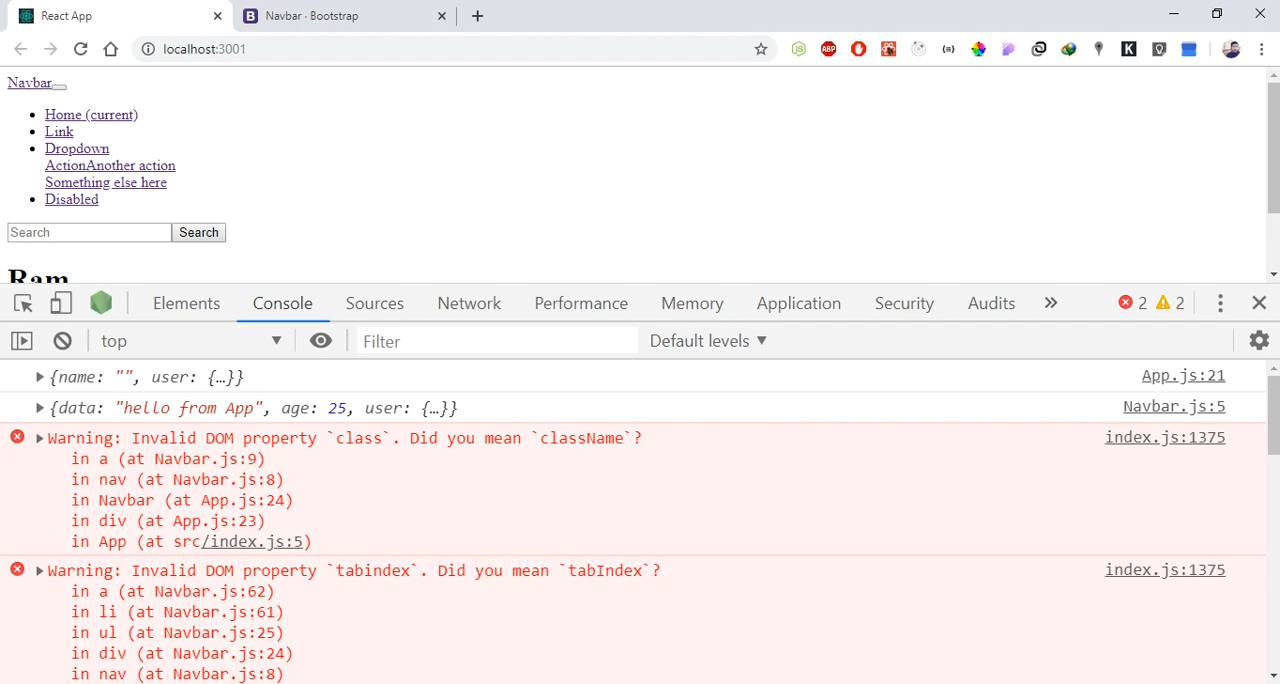 React App
Navbar · Bootstrap
localhost:3001
ABP
{=}
K
Navbar
Home (current)
Link
Dropdown
ActionAnother action
Something else here
Disabled
Search Search
Ram
Elements Console Sources Network Performance Memory Application Security Audits » 2 2
top Filter Default levels ▼
{name: "", user: {…}} App.js:21
{data: "hello from App", age: 25, user: {…}} Navbar.js:5
Warning: Invalid DOM property `class`. Did you mean `className`? index.js:1375
in a (at Navbar.js:9)
in nav (at Navbar.js:8)
in Navbar (at App.js:24)
in div (at App.js:23)
in App (at src/index.js:5)
Warning: Invalid DOM property `tabindex`. Did you mean `tabIndex`? index.js:1375
in a (at Navbar.js:62)
in li (at Navbar.js:61)
in ul (at Navbar.js:25)
in div (at Navbar.js:24)
in nav (at Navbar.js:8)